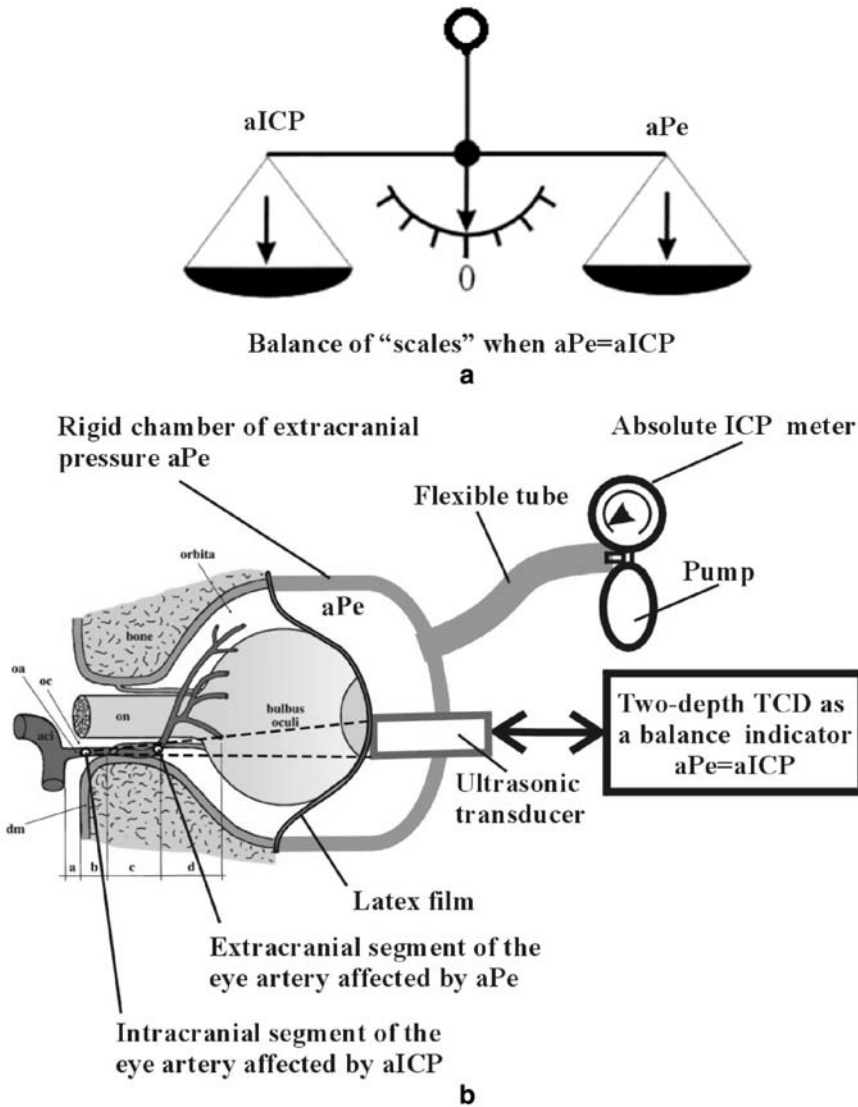 aICP
aPe
0
Balance of “scales” when aPe=aICP
a
Rigid chamber of extracranial
pressure aPe
Absolute ICP meter
Flexible tube
Pump
orbita
aPe
bone
oa
oc
on
bulbus
oculi
aci
Two-depth TCD as
a balance indicator
aPe=aICP
Ultrasonic
transducer
dm
a b c d
Latex film
Extracranial segment of the
eye artery affected by aPe
Intracranial segment of the
eye artery affected by aICP
b